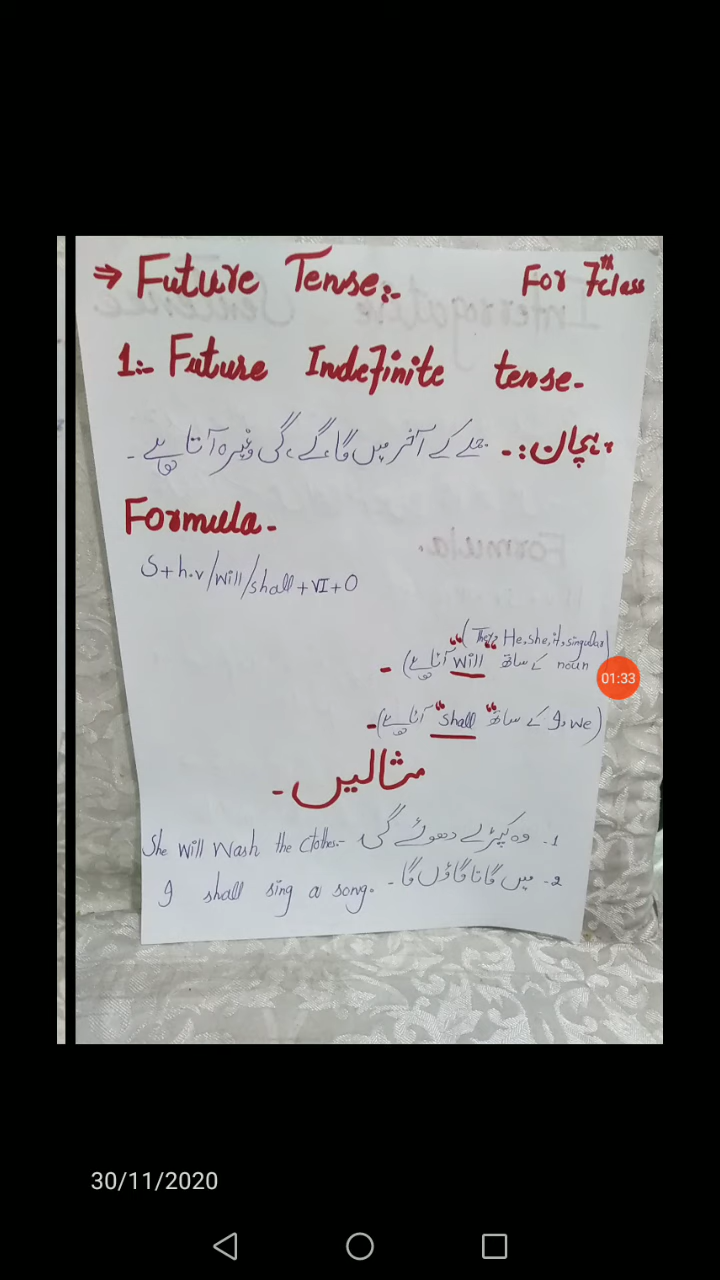 ⇒ Future Tense:-
For 7th class
1:- Future Indefinite tense-
پہچان:- جملے کے آخر میں گا، گے، گی وغیرہ آتا ہے -
Formula-
S+h.v/will/shall+VI+O
(They, He, she, it, singular
noun کے ساتھ "will" آتا ہے) -
(I, we کے ساتھ "shall" آتا ہے) -
مثالیں -
1- وہ کپڑے دھوئے گی - She will wash the clothes-
2- میں گانا گاؤں گا - I shall sing a song.
01:33
30/11/2020